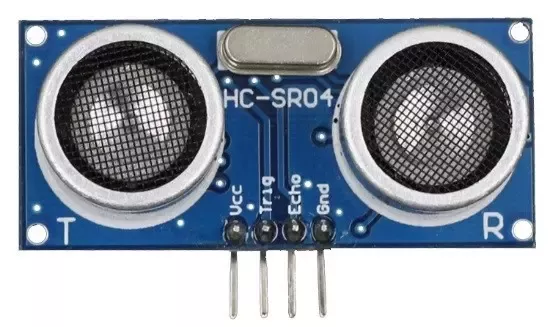 HC-SR04
Vcc
Trig
Echo
Gnd
T
R